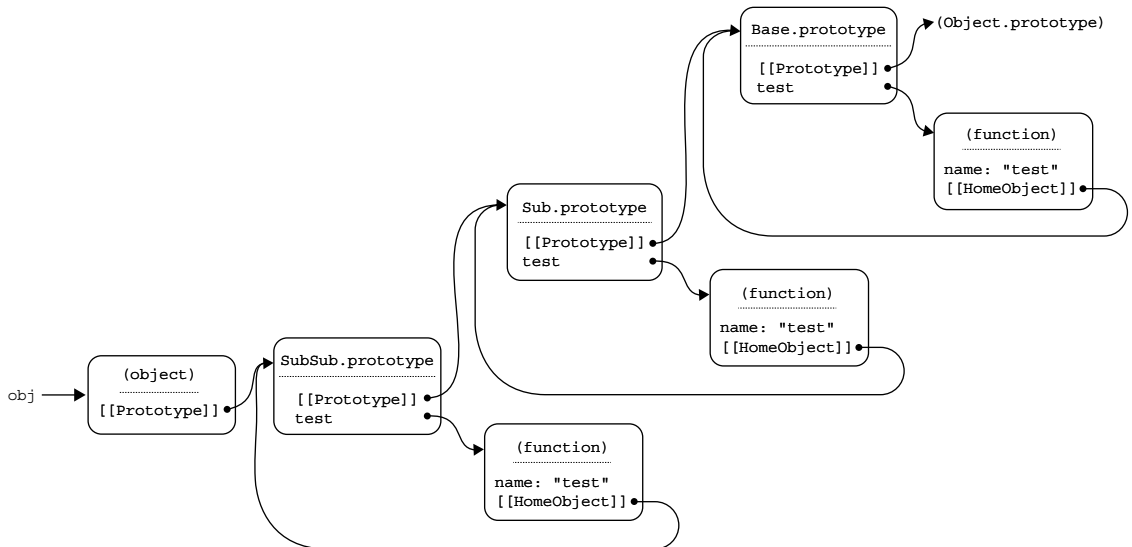 Base.prototype
[[Prototype]]
test
(Object.prototype)
(function)
name: "test"
[[HomeObject]]
Sub.prototype
[[Prototype]]
test
(function)
name: "test"
[[HomeObject]]
obj
(object)
[[Prototype]]
SubSub.prototype
[[Prototype]]
test
(function)
name: "test"
[[HomeObject]]